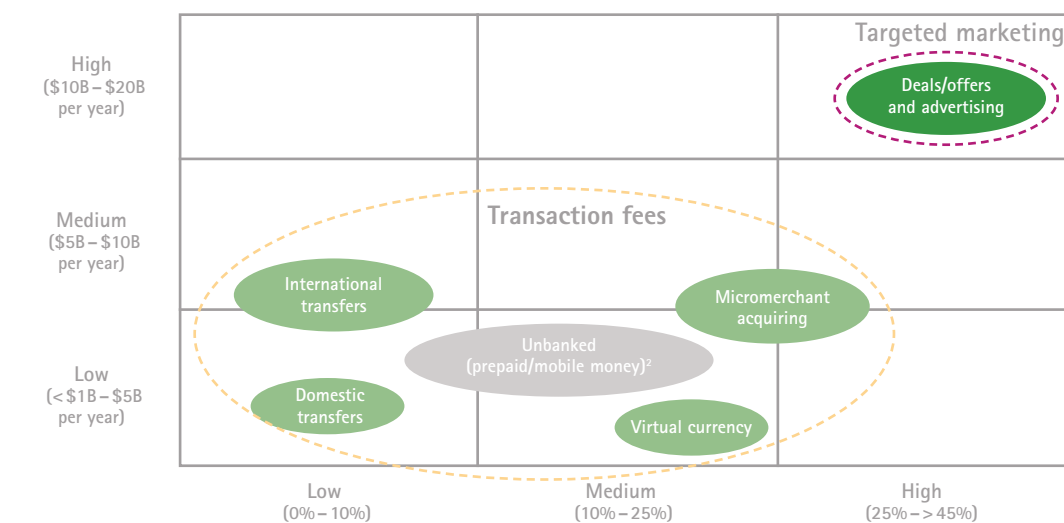 Targeted marketing
High
($10B – $20B
per year)
Deals/offers
and advertising
Medium
($5B – $10B
per year)
Transaction fees
International
transfers
Micromerchant
acquiring
Low
(< $1B – $5B
per year)
Unbanked
(prepaid/mobile money)²
Domestic
transfers
Virtual currency
Low
(0% – 10%)
Medium
(10% – 25%)
High
(25% – > 45%)